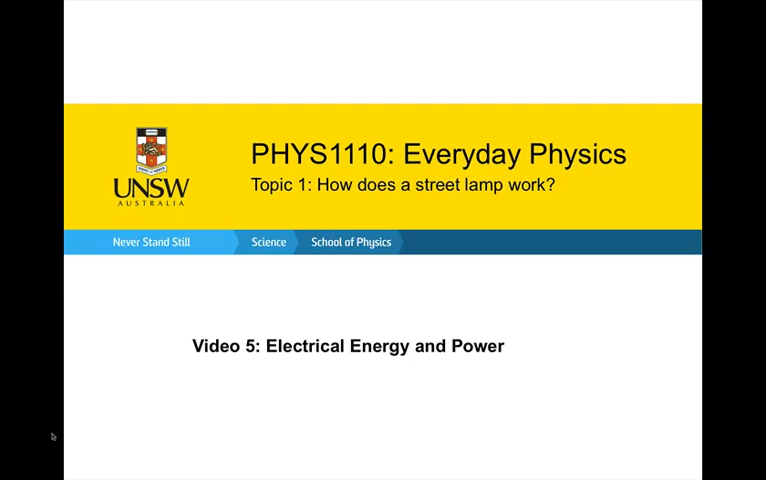 PHYS1110: Everyday Physics
Topic 1: How does a street lamp work?
UNSW
AUSTRALIA
Never Stand Still
Science
School of Physics
Video 5: Electrical Energy and Power